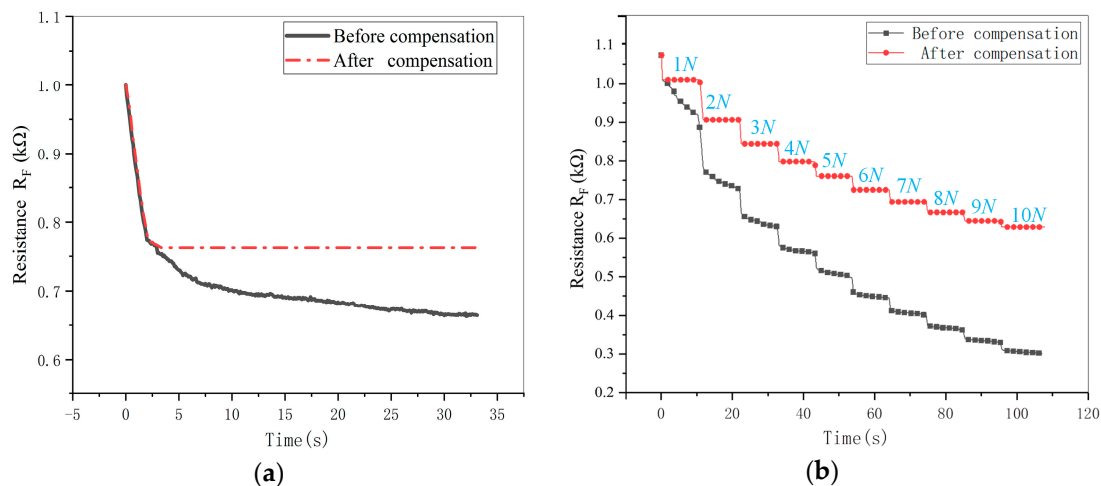 Before compensation
After compensation
Resistance R_F (kΩ)
1.1
1.0
0.9
0.8
0.7
0.6
-5 0 5 10 15 20 25 30 35
Time(s)
(a)
Before compensation
After compensation
Resistance R_F (kΩ)
1.1
1.0
0.9
0.8
0.7
0.6
0.5
0.4
0.3
0.2
1N
2N
3N
4N
5N
6N
7N
8N
9N
10N
0 20 40 60 80 100 120
Time(s)
(b)